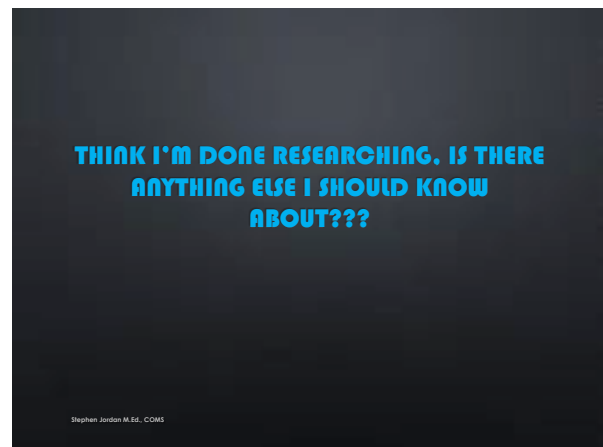 THINK I'M DONE RESEARCHING, IS THERE
ANYTHING ELSE I SHOULD KNOW
ABOUT???
Stephen Jordan M.Ed., COMS